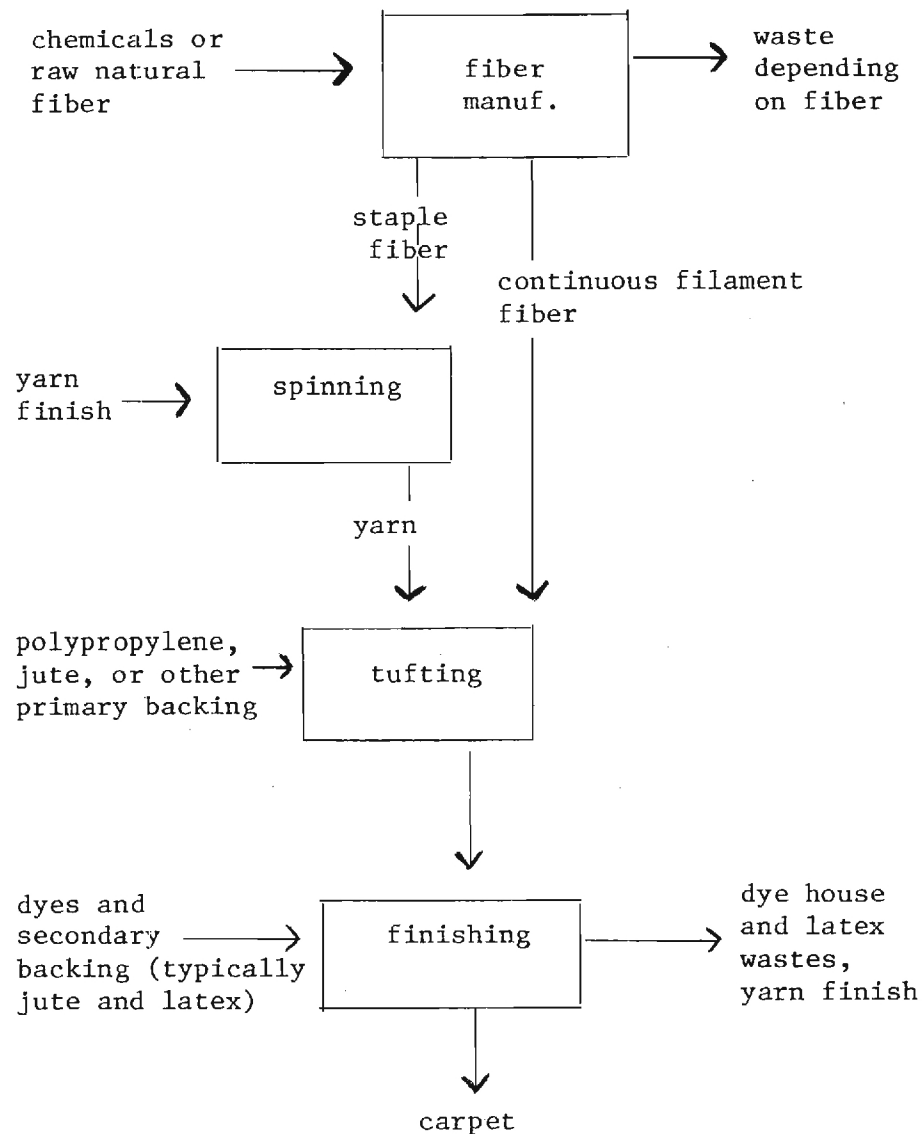 chemicals or
raw natural
fiber
fiber
manuf.
waste
depending
on fiber
staple
fiber
continuous filament
fiber
yarn
finish
spinning
yarn
polypropylene,
jute, or other
primary backing
tufting
dyes and
secondary
backing (typically
jute and latex)
finishing
dye house
and latex
wastes,
yarn finish
carpet